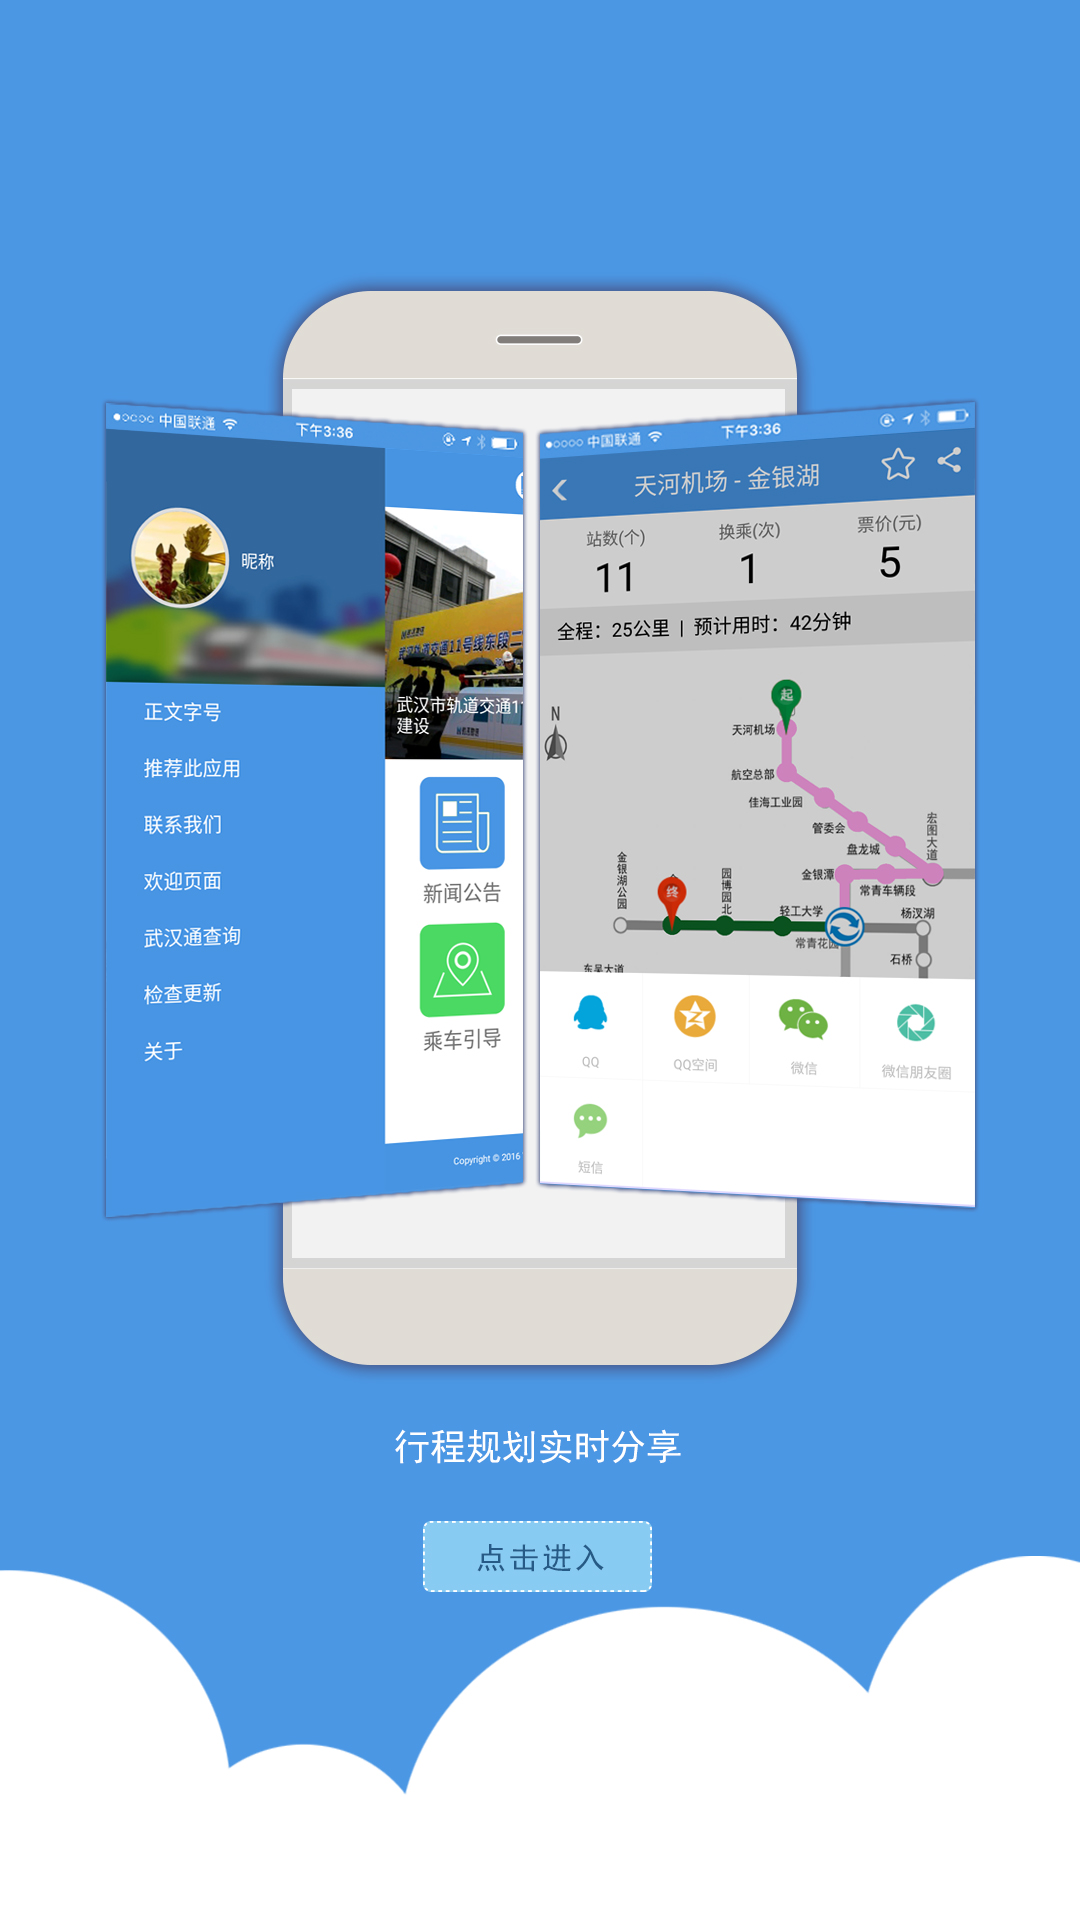 中国联通
下午3:36
昵称
正文字号
推荐此应用
联系我们
欢迎页面
武汉通查询
检查更新
关于
武汉轨道交通11号线东段二
武汉市轨道交通1
建设
新闻公告
乘车引导
Copyright © 2016
中国联通
下午3:36
天河机场 - 金银湖
站数(个)
换乘(次)
票价(元)
11
1
5
全程：25公里 | 预计用时：42分钟
N
起
天河机场
航空总部
佳海工业园
管委会
盘龙城
宏图大道
金银潭
常青车辆段
金银湖公园
终
园博园北
轻工大学
杨汊湖
常青花园
石桥
东吴大道
QQ
QQ空间
微信
微信朋友圈
短信
行程规划实时分享
点击进入